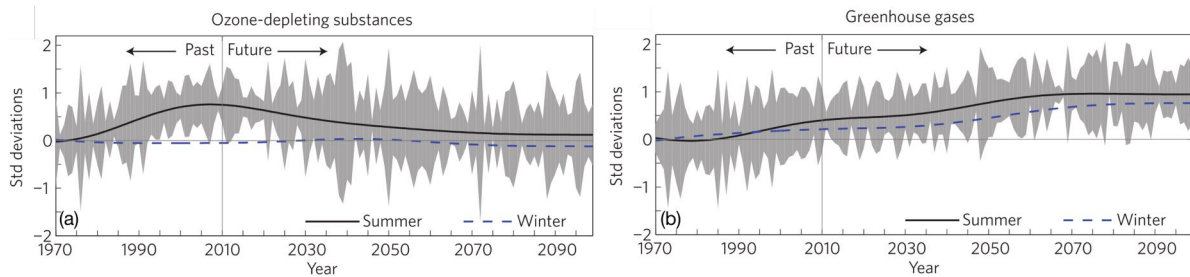 Ozone-depleting substances
2
1
0
−1
−2
Std deviations
Past
Future
(a)
Summer
Winter
1970 1990 2010 2030 2050 2070 2090
Year
Greenhouse gases
2
1
0
−1
−2
Std deviations
Past
Future
(b)
Summer
Winter
1970 1990 2010 2030 2050 2070 2090
Year